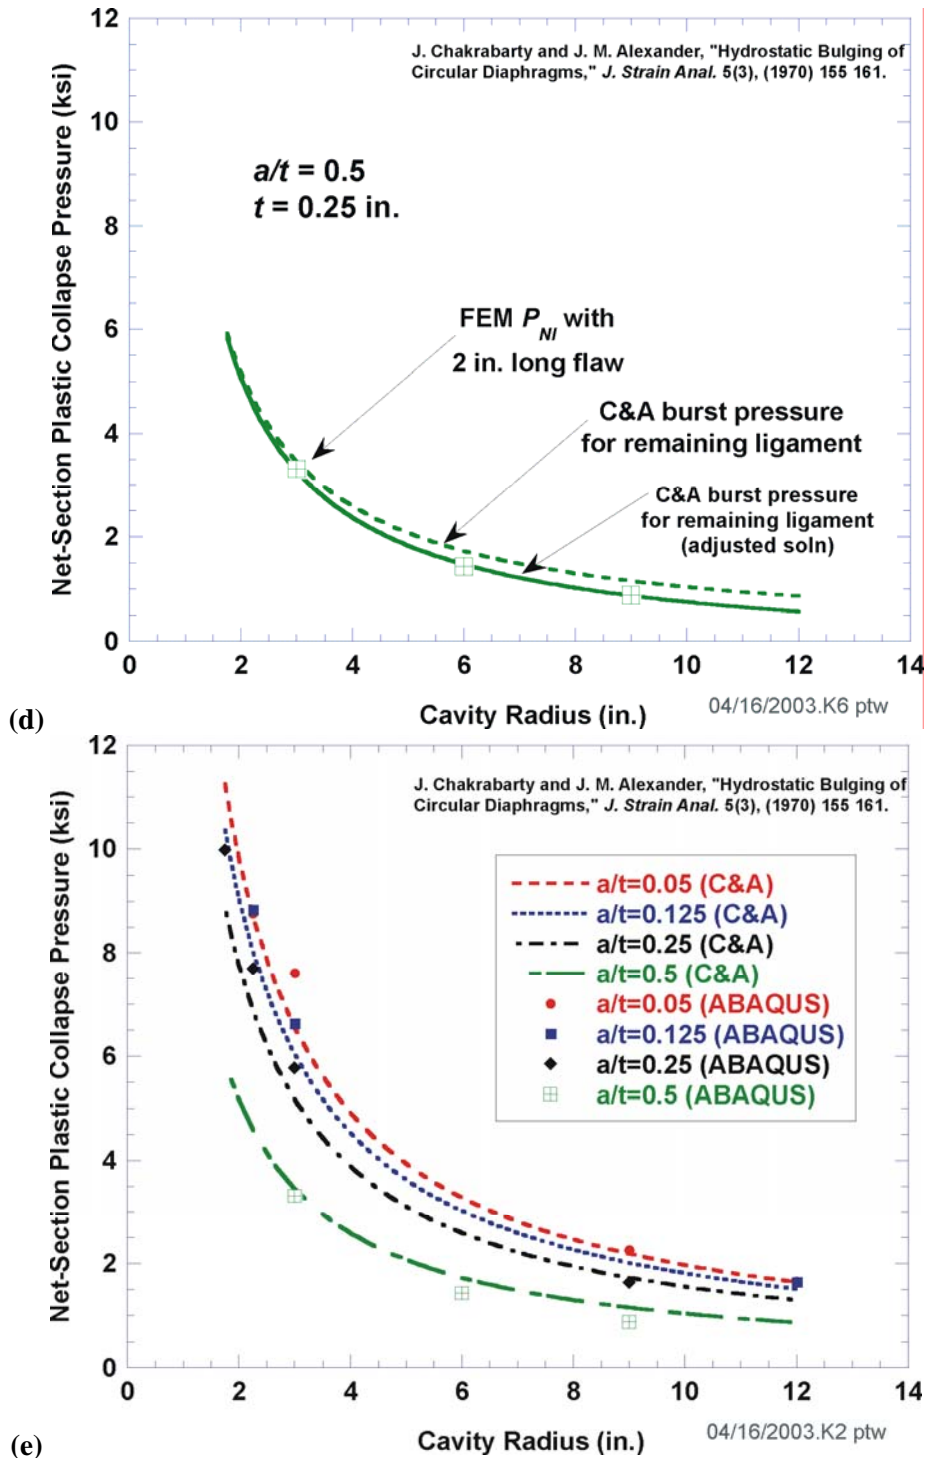 12
10
8
6
4
2
0
Net-Section Plastic Collapse Pressure (ksi)
J. Chakrabarty and J. M. Alexander, "Hydrostatic Bulging of
Circular Diaphragms," J. Strain Anal. 5(3), (1970) 155 161.
a/t = 0.5
t = 0.25 in.
FEM PNI with
2 in. long flaw
C&A burst pressure
for remaining ligament
C&A burst pressure
for remaining ligament
(adjusted soln)
0 2 4 6 8 10 12 14
Cavity Radius (in.)
04/16/2003.K6 ptw
(d)
12
10
8
6
4
2
0
Net-Section Plastic Collapse Pressure (ksi)
J. Chakrabarty and J. M. Alexander, "Hydrostatic Bulging of
Circular Diaphragms," J. Strain Anal. 5(3), (1970) 155 161.
a/t=0.05 (C&A)
a/t=0.125 (C&A)
a/t=0.25 (C&A)
a/t=0.5 (C&A)
a/t=0.05 (ABAQUS)
a/t=0.125 (ABAQUS)
a/t=0.25 (ABAQUS)
a/t=0.5 (ABAQUS)
0 2 4 6 8 10 12 14
Cavity Radius (in.)
04/16/2003.K2 ptw
(e)